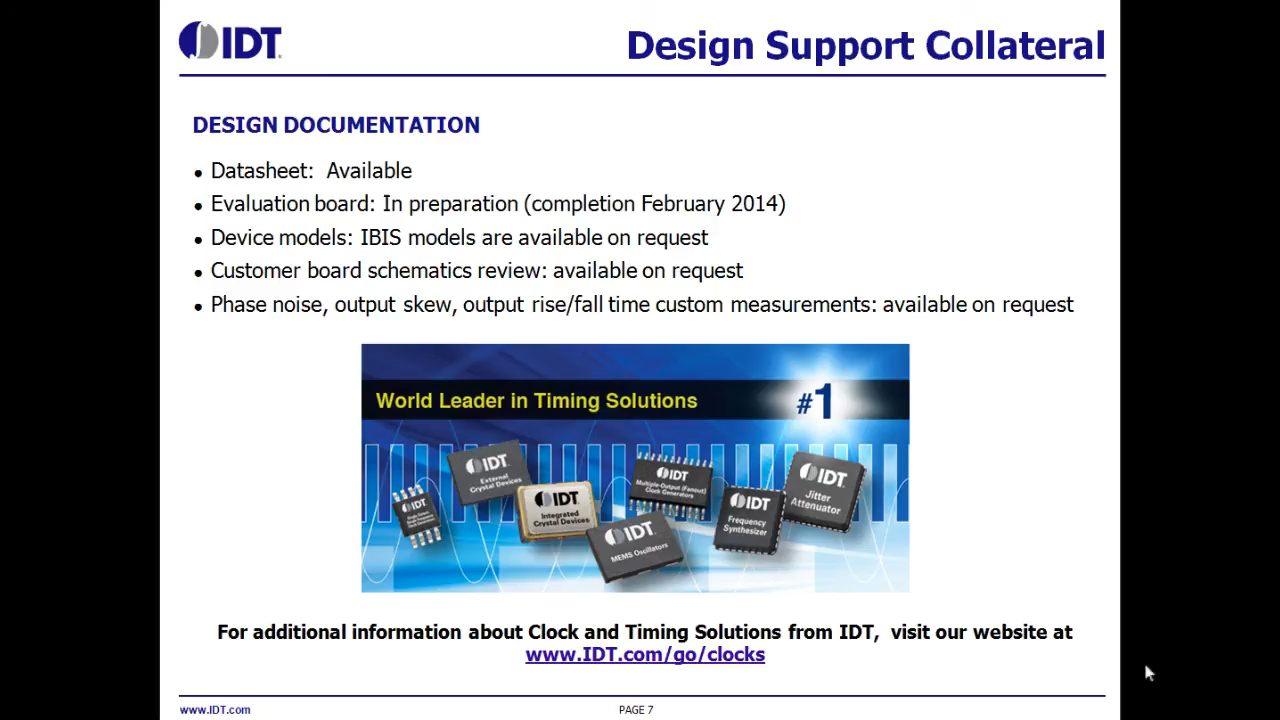 IDT
Design Support Collateral
DESIGN DOCUMENTATION
• Datasheet:  Available
• Evaluation board: In preparation (completion February 2014)
• Device models: IBIS models are available on request
• Customer board schematics review: available on request
• Phase noise, output skew, output rise/fall time custom measurements: available on request
World Leader in Timing Solutions
#1
IDT
IDT
External
Crystal Devices
IDT
Integrated
Crystal Devices
IDT
MEMS Oscillators
IDT
Multiple-Output (Fanout)
Clock Generators
IDT
Frequency
Synthesizer
IDT
Jitter
Attenuator
For additional information about Clock and Timing Solutions from IDT,  visit our website at
www.IDT.com/go/clocks
www.IDT.com
PAGE 7